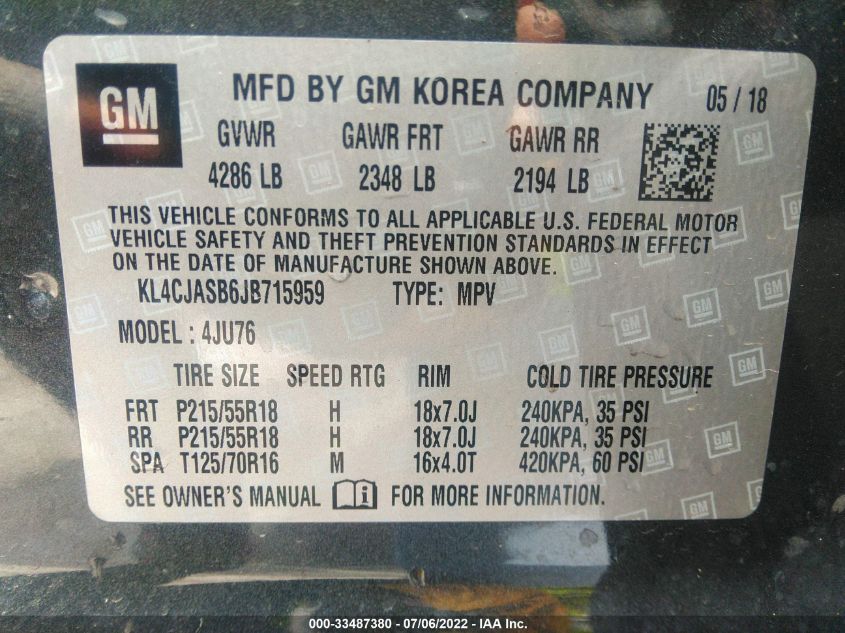 GM MFD BY GM KOREA COMPANY 05 / 18
GVWR GAWR FRT GAWR RR
4286 LB 2348 LB 2194 LB
THIS VEHICLE CONFORMS TO ALL APPLICABLE U.S. FEDERAL MOTOR
VEHICLE SAFETY AND THEFT PREVENTION STANDARDS IN EFFECT
ON THE DATE OF MANUFACTURE SHOWN ABOVE.
KL4CJASB6JB715959 TYPE: MPV
MODEL : 4JU76
TIRE SIZE SPEED RTG RIM COLD TIRE PRESSURE
FRT P215/55R18 H 18x7.0J 240KPA, 35 PSI
RR P215/55R18 H 18x7.0J 240KPA, 35 PSI
SPA T125/70R16 M 16x4.0T 420KPA, 60 PSI
SEE OWNER'S MANUAL i FOR MORE INFORMATION.
000-33487380 - 07/06/2022 - IAA Inc.